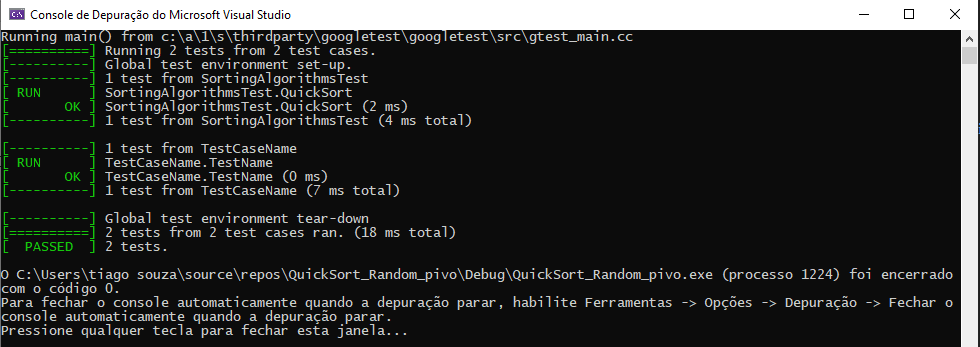 Console de Depuração do Microsoft Visual Studio
Running main() from c:\a\1\s\thirdparty\googletest\googletest\src\gtest_main.cc
[==========] Running 2 tests from 2 test cases.
[----------] Global test environment set-up.
[----------] 1 test from SortingAlgorithmsTest
[ RUN      ] SortingAlgorithmsTest.QuickSort
[       OK ] SortingAlgorithmsTest.QuickSort (2 ms)
[----------] 1 test from SortingAlgorithmsTest (4 ms total)
[----------] 1 test from TestCaseName
[ RUN      ] TestCaseName.TestName
[       OK ] TestCaseName.TestName (0 ms)
[----------] 1 test from TestCaseName (7 ms total)
[----------] Global test environment tear-down
[==========] 2 tests from 2 test cases ran. (18 ms total)
[  PASSED  ] 2 tests.
O C:\Users\tiago souza\source\repos\QuickSort_Random_pivo\Debug\QuickSort_Random_pivo.exe (processo 1224) foi encerrado
com o código 0.
Para fechar o console automaticamente quando a depuração parar, habilite Ferramentas -> Opções -> Depuração -> Fechar o
console automaticamente quando a depuração parar.
Pressione qualquer tecla para fechar esta janela...